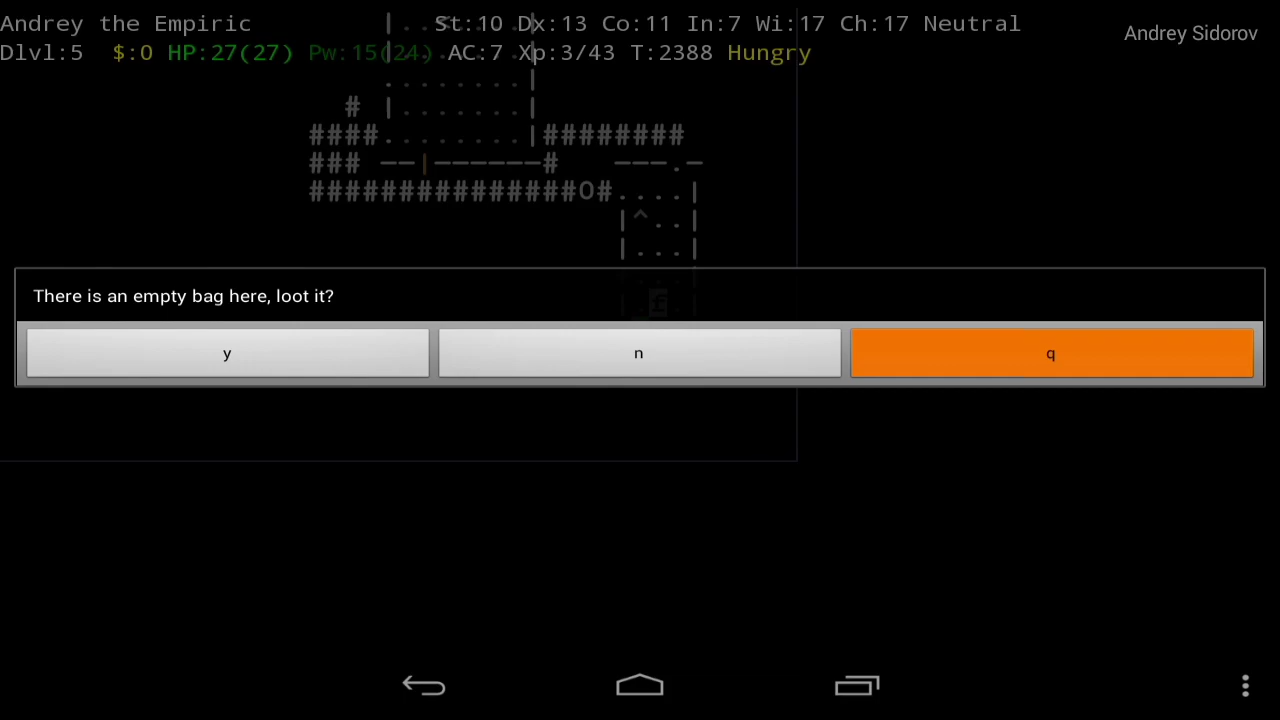 Andrey the Empiric St:10 Dx:13 Co:11 In:7 Wi:17 Ch:17 Neutral
Andrey Sidorov
Dlvl:5 $:0 HP:27(27) Pw:15(24) AC:7 Xp:3/43 T:2388 Hungry
There is an empty bag here, loot it?
y n q